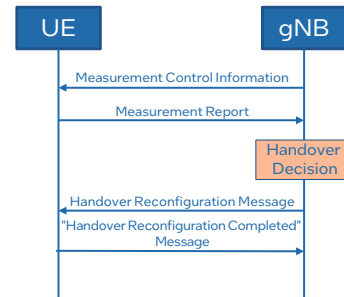 UE
gNB
Measurement Control Information
Measurement Report
Handover
Decision
Handover Reconfiguration Message
"Handover Reconfiguration Completed"
Message